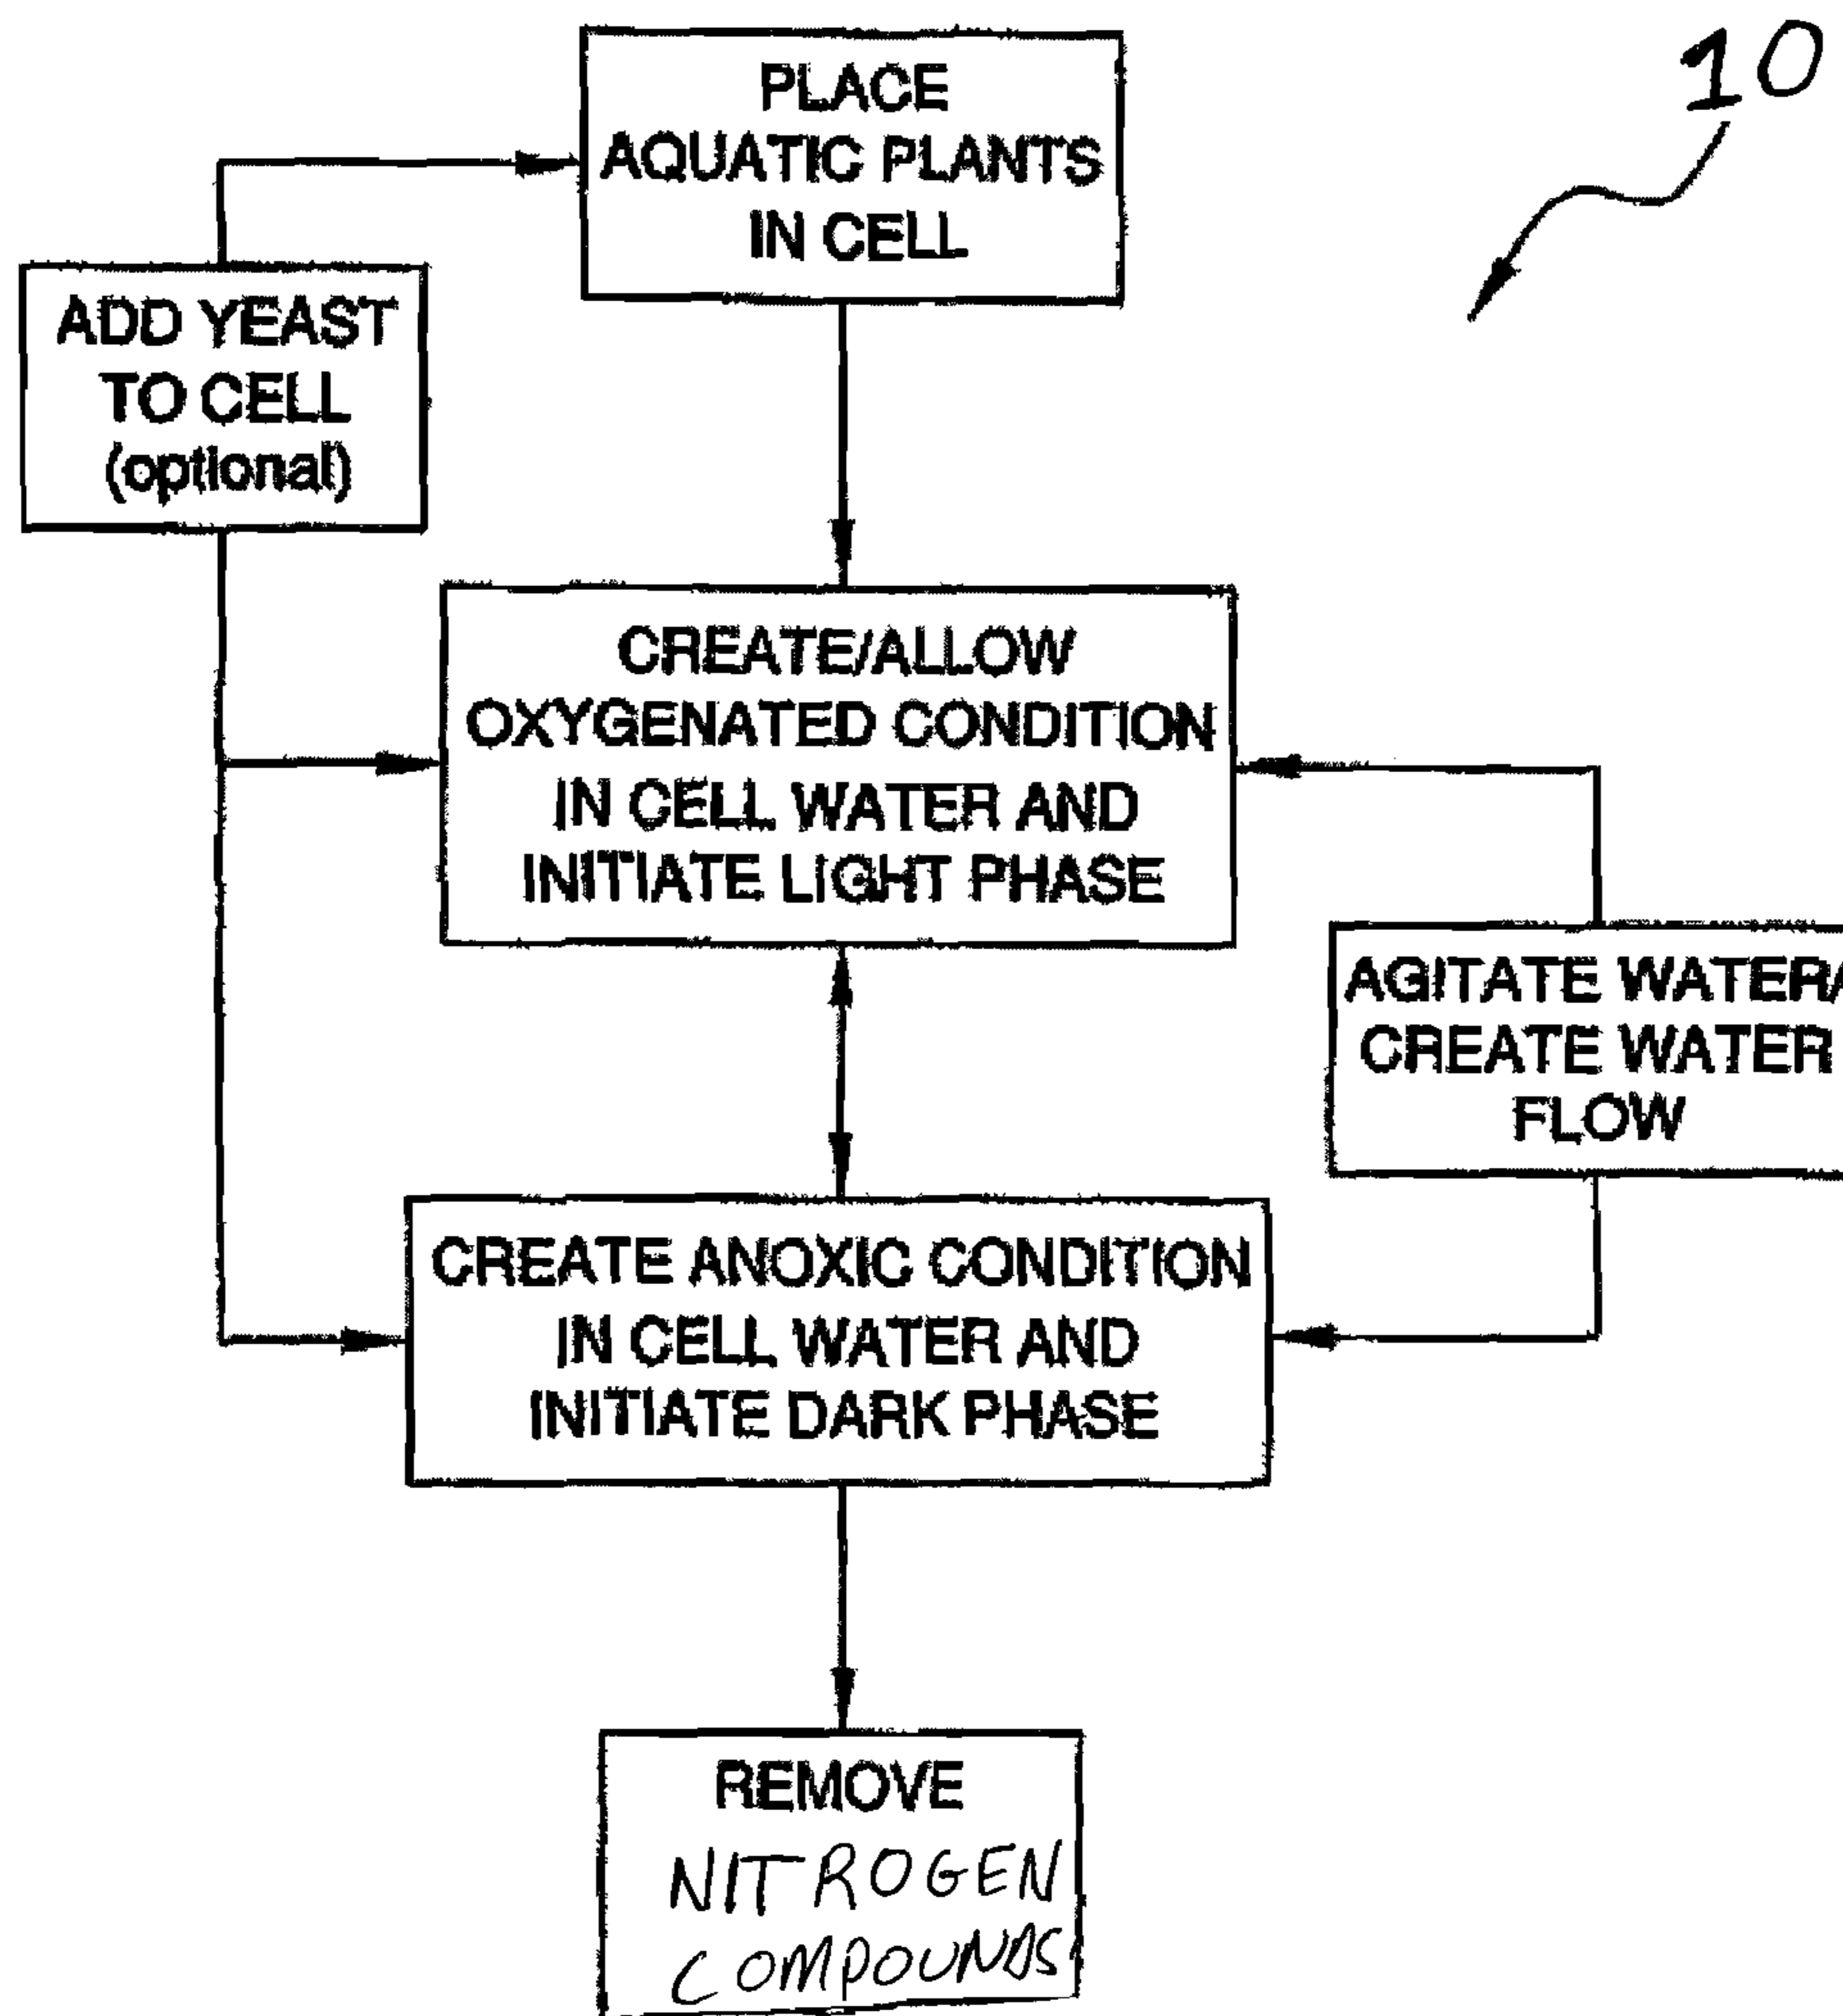 10
PLACE
AQUATIC PLANTS
IN CELL
ADD YEAST
TO CELL
(optional)
CREATE/ALLOW
OXYGENATED CONDITION
IN CELL WATER AND
INITIATE LIGHT PHASE
AGITATE WATER/
CREATE WATER
FLOW
CREATE ANOXIC CONDITION
IN CELL WATER AND
INITIATE DARK PHASE
REMOVE
NITROGEN
COMPOUNDS